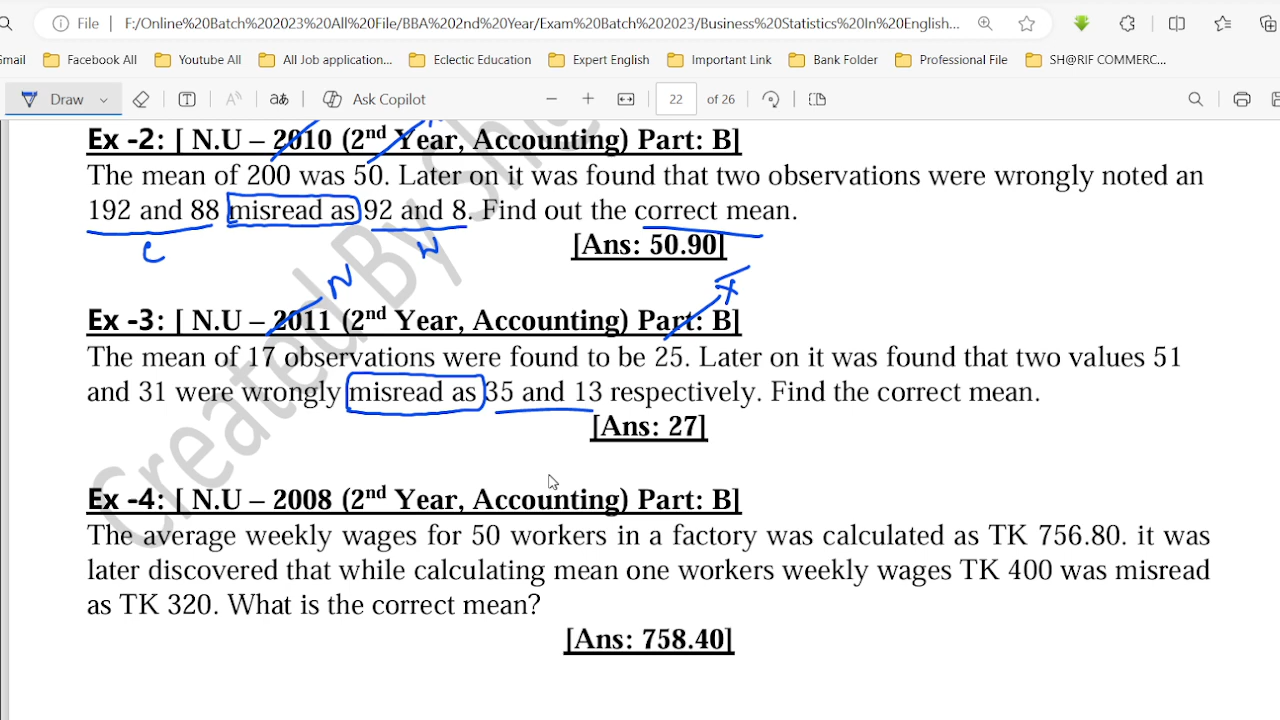 File F:/Online%20Batch%202023%20All%20File/BBA%202nd%20Year/Exam%20Batch%202023/Business%20Statistics%20In%20English...
Gmail Facebook All Youtube All All Job application... Eclectic Education Expert English Important Link Bank Folder Professional File SH@RIF COMMERC...
Draw Ask Copilot 22 of 26
Ex -2: [ N.U – 2010 (2nd Year, Accounting) Part: B]
The mean of 200 was 50. Later on it was found that two observations were wrongly noted an
192 and 88 misread as 92 and 8. Find out the correct mean.
C W
[Ans: 50.90]
N x̄
Ex -3: [ N.U – 2011 (2nd Year, Accounting) Part: B]
The mean of 17 observations were found to be 25. Later on it was found that two values 51
and 31 were wrongly misread as 35 and 13 respectively. Find the correct mean.
[Ans: 27]
Ex -4: [ N.U – 2008 (2nd Year, Accounting) Part: B]
The average weekly wages for 50 workers in a factory was calculated as TK 756.80. it was
later discovered that while calculating mean one workers weekly wages TK 400 was misread
as TK 320. What is the correct mean?
[Ans: 758.40]
Created By